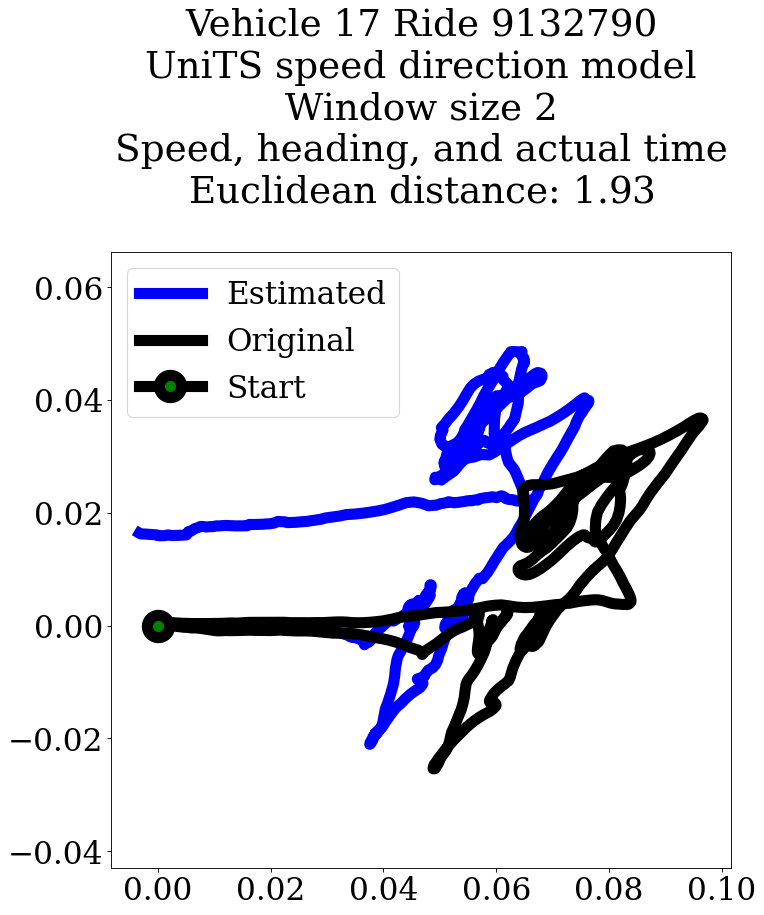 Vehicle 17 Ride 9132790
UniTS speed direction model
Window size 2
Speed, heading, and actual time
Euclidean distance: 1.93
Estimated
Original
Start
0.06
0.04
0.02
0.00
−0.02
−0.04
0.00 0.02 0.04 0.06 0.08 0.10